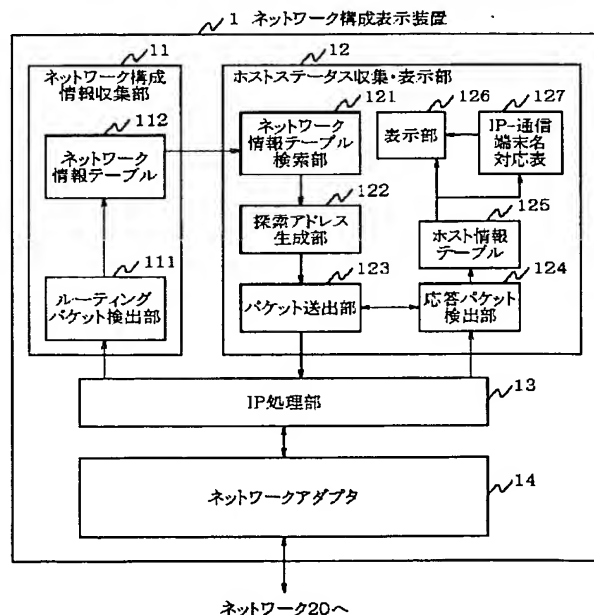 1 ネットワーク構成表示装置
11
ネットワーク構成
情報収集部
112
ネットワーク
情報テーブル
111
ルーティング
パケット検出部
12
ホストステータス収集・表示部
121
ネットワーク
情報テーブル
検索部
126
表示部
127
IP-通信
端末名
対応表
122
探索アドレス
生成部
125
ホスト情報
テーブル
123
パケット送出部
124
応答パケット
検出部
13
IP処理部
14
ネットワークアダプタ
ネットワーク20へ